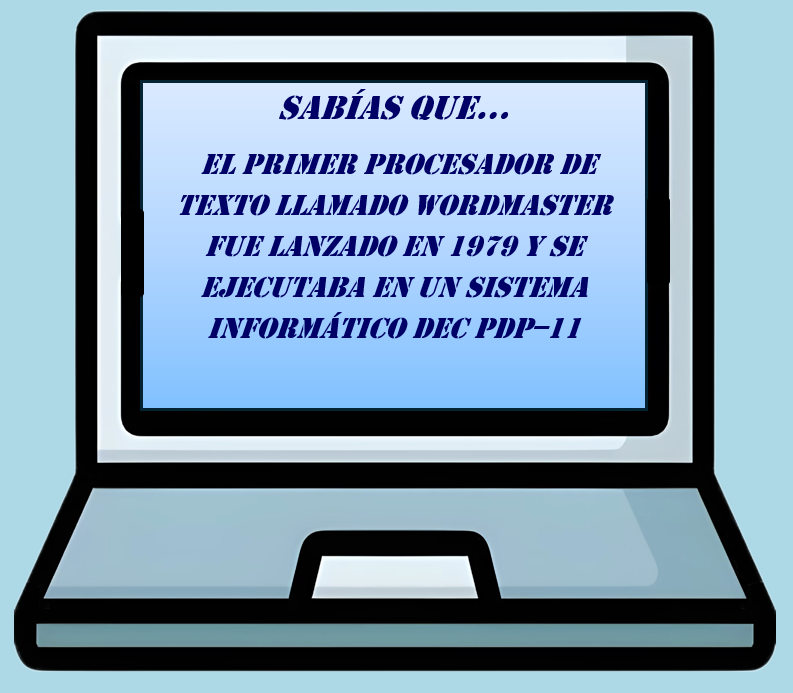 SABÍAS QUE...
EL PRIMER PROCESADOR DE
TEXTO LLAMADO WORDMASTER
FUE LANZADO EN 1979 Y SE
EJECUTABA EN UN SISTEMA
INFORMÁTICO DEC PDP-11